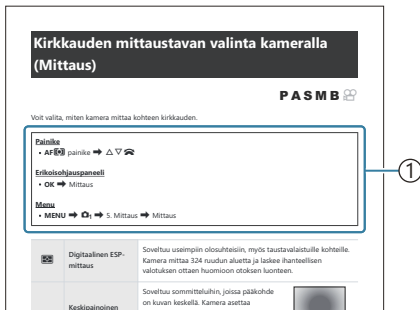 Kirkkauden mittaustavan valinta kameralla
(Mittaus)
PASMB
Voit valita, miten kamera mittaa kohteen kirkkauden.
Painike
• AF painike ➡ △ ▽
Erikoisohjauspaneeli
• OK ➡ Mittaus
Menu
• MENU ➡ 1 ➡ 5. Mittaus ➡ Mittaus
1
Digitaalinen ESP-
mittaus
Soveltuu useimpiin olosuhteisiin, myös taustavalaistuille kohteille.
Kamera mittaa 324 ruudun aluetta ja laskee ihanteellisen
valotuksen ottaen huomioon otoksen luonteen.
Keskipainoinen
Soveltuu sommitteluihin, joissa pääkohde
on kuvan keskellä. Kamera asettaa